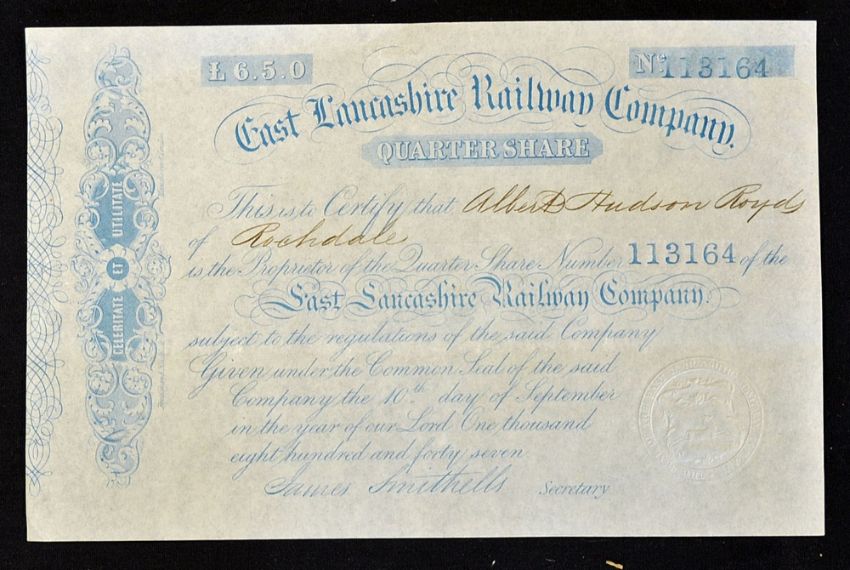 Ł 6.5.0
No 113164
East Lancashire Railway Company.
QUARTER SHARE
This is to Certify that Albert Hudson Royds
of Rochdale
is the Proprietor of the Quarter Share Number 113164 of the
East Lancashire Railway Company.
subject to the regulations of the said Company
Given under the Common Seal of the said
Company the 10th day of September
in the year of our Lord One thousand
eight hundred and forty seven
James Smithells Secretary
CELERITATE ET UTILITATE